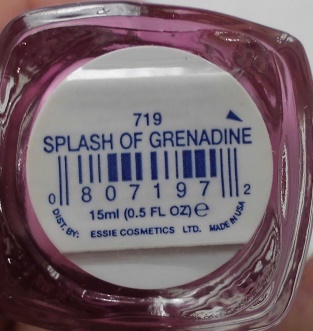 719
SPLASH OF GRENADINE
0 807197 2
15ml (0.5 FL OZ) ℮
DIST. BY: ESSIE COSMETICS LTD. MADE IN USA